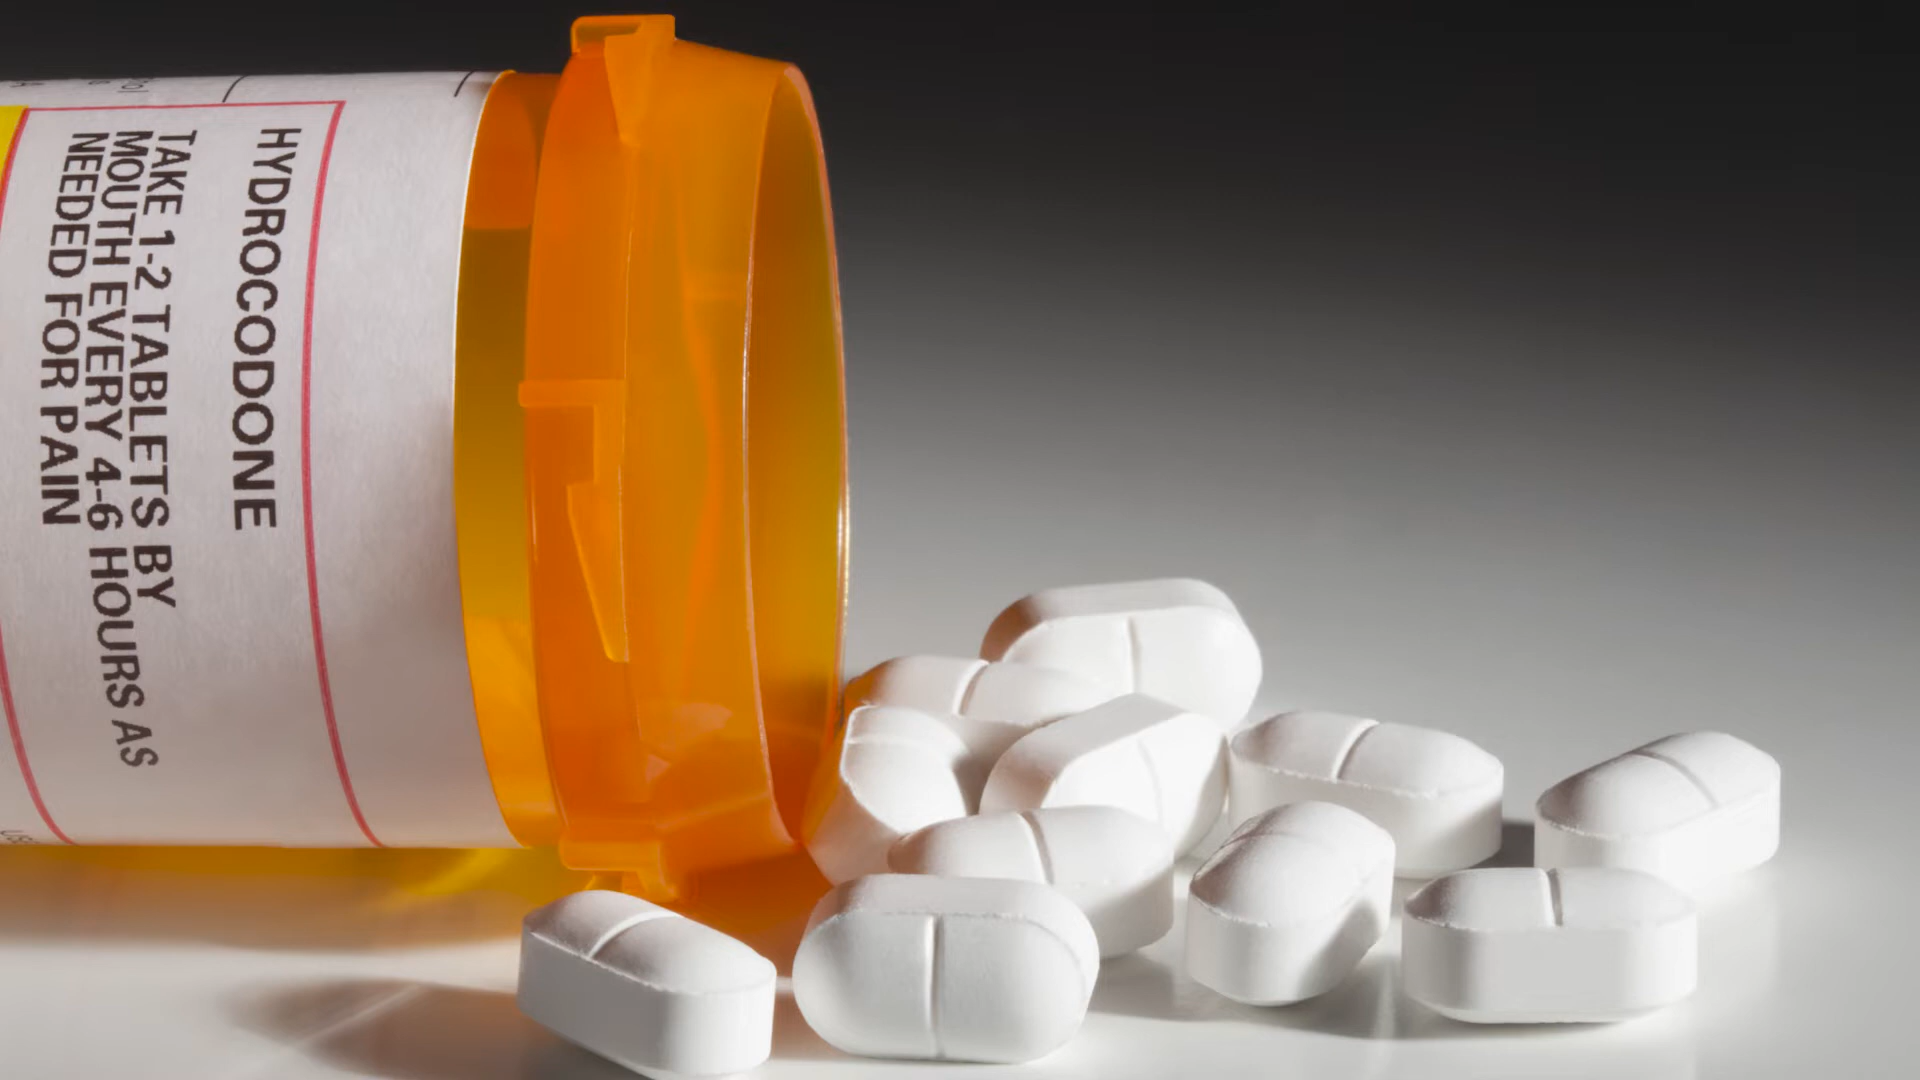 HYDROCODONE
TAKE 1-2 TABLETS BY
MOUTH EVERY 4-6 HOURS AS
NEEDED FOR PAIN